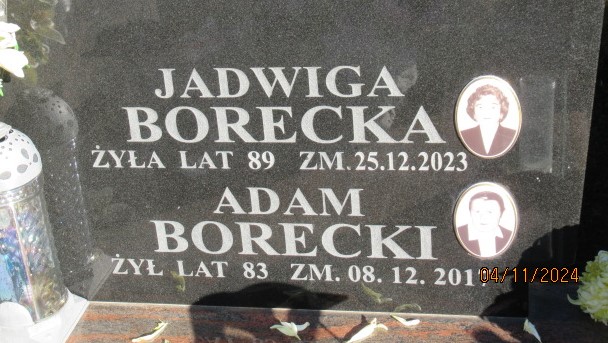 JADWIGA
BORECKA
ŻYŁA LAT 89 ZM. 25.12.2023
ADAM
BORECKI
ŻYŁ LAT 83 ZM. 08. 12.
04/11/2024